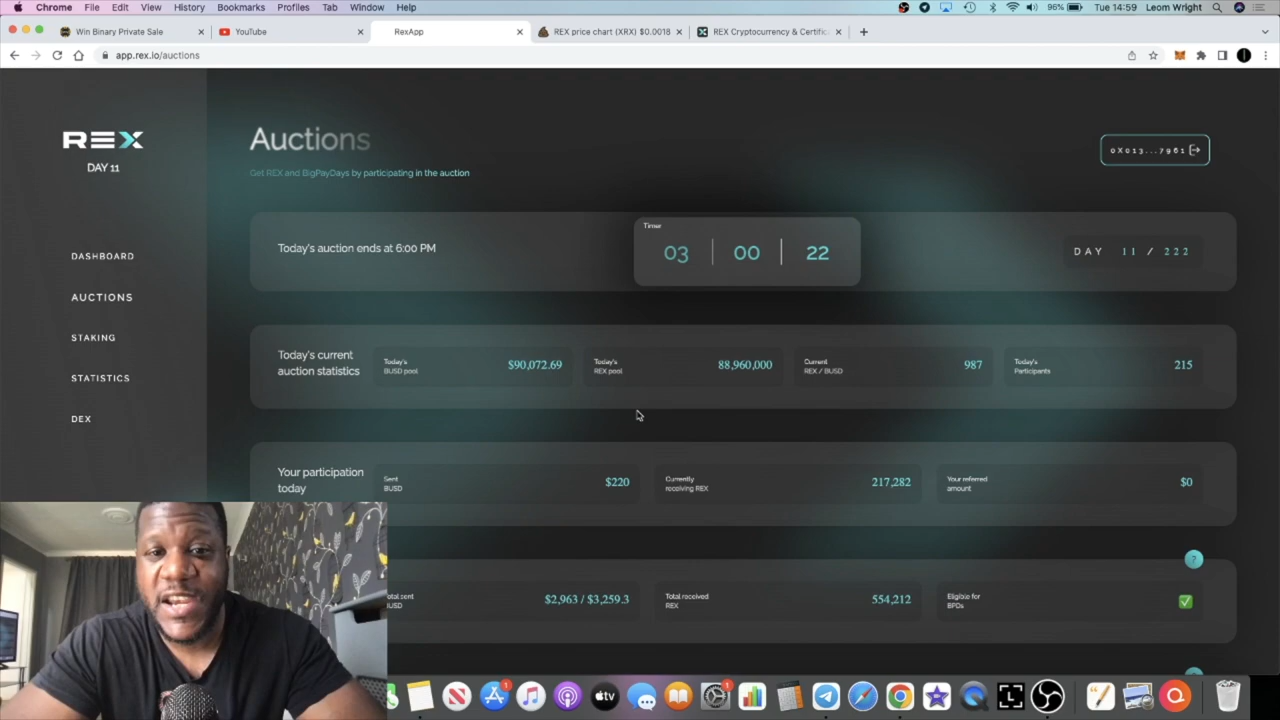 Chrome File Edit View History Bookmarks Profiles Tab Window Help 96% Tue 14:59 Leom Wright
Win Binary Private Sale × YouTube × RexApp × REX price chart (XRX) $0.0018 × REX Cryptocurrency & Certific × +
app.rex.io/auctions
REX
DAY 11
DASHBOARD
AUCTIONS
STAKING
STATISTICS
DEX
Auctions
Get REX and BigPayDays by participating in the auction
0X013...7961
Today's auction ends at 6:00 PM
Timer
03 | 00 | 22
DAY 11 / 222
Today's current
auction statistics
Today's
BUSD pool
$90,072.69
Today's
REX pool
88,960,000
Current
REX / BUSD
987
Today's
Participants
215
Your participation
today
Sent
BUSD
$220
Currently
receiving REX
217,282
Your referred
amount
$0
?
Total sent
BUSD
$2,963 / $3,259.3
Total received
REX
554,212
Eligible for
BPDs
tv
1
1
L